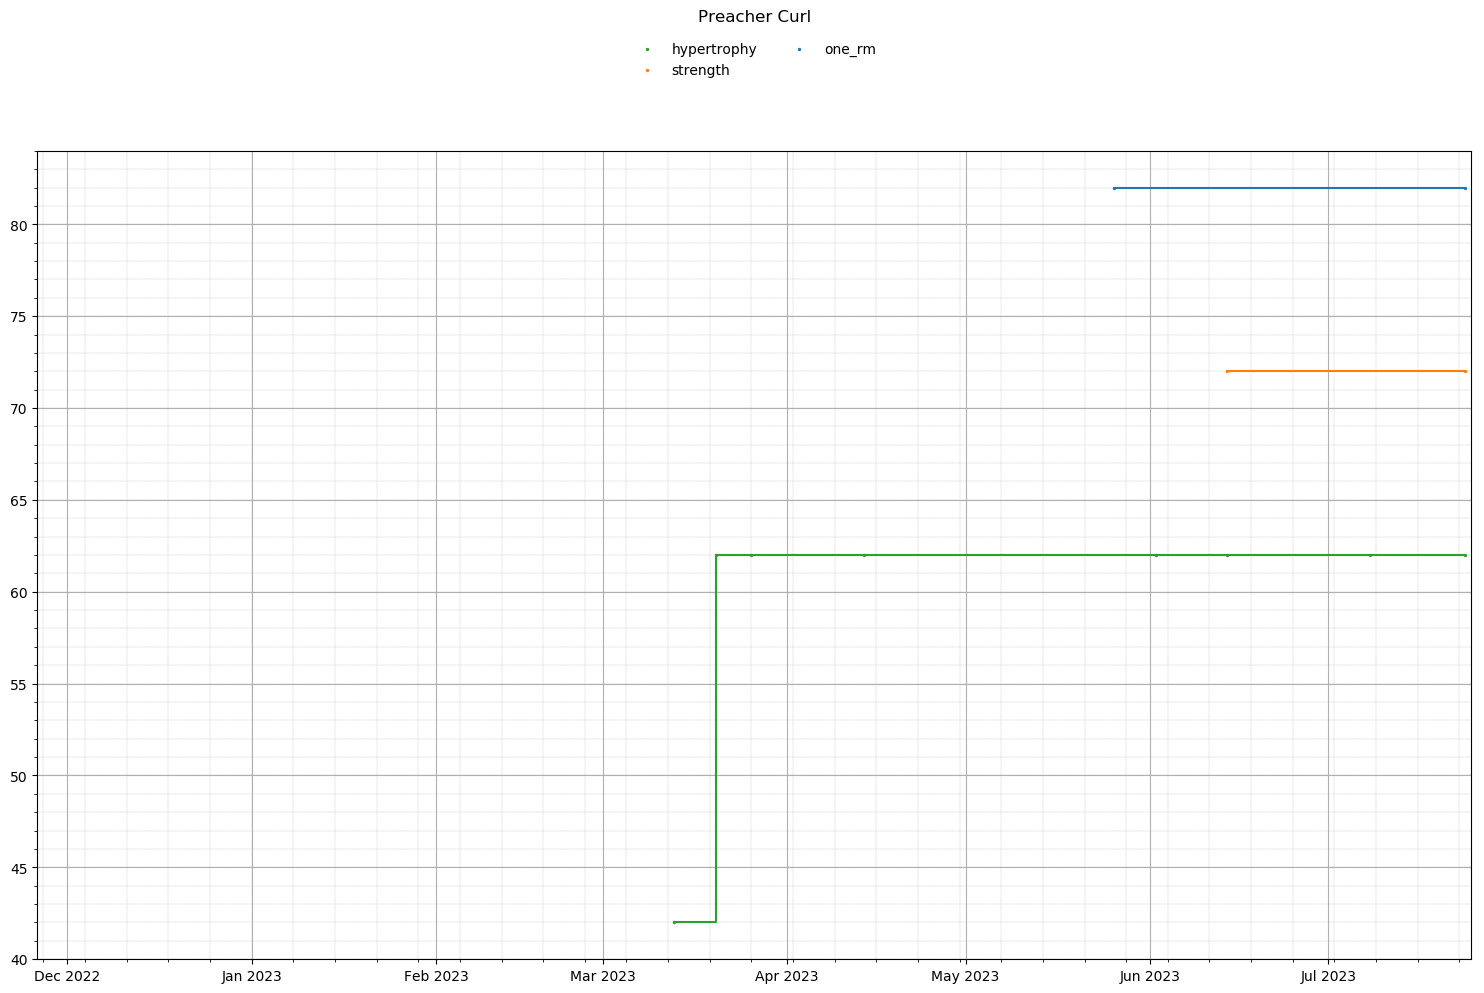 Preacher Curl
hypertrophy
strength
one_rm
80
75
70
65
60
55
50
45
40
Dec 2022
Jan 2023
Feb 2023
Mar 2023
Apr 2023
May 2023
Jun 2023
Jul 2023